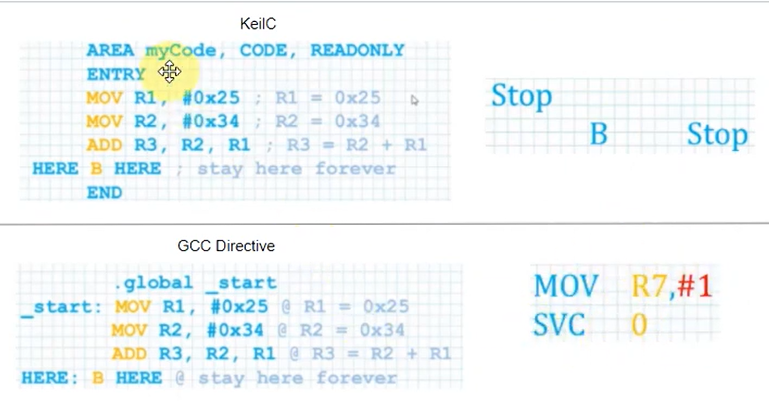 KeilC
AREA myCode, CODE, READONLY
ENTRY
MOV R1, #0x25 ; R1 = 0x25
MOV R2, #0x34 ; R2 = 0x34
ADD R3, R2, R1 ; R3 = R2 + R1
HERE B HERE ; stay here forever
END
Stop
B Stop
GCC Directive
.global _start
_start: MOV R1, #0x25 @ R1 = 0x25
MOV R2, #0x34 @ R2 = 0x34
ADD R3, R2, R1 @ R3 = R2 + R1
HERE: B HERE @ stay here forever
MOV R7,#1
SVC 0